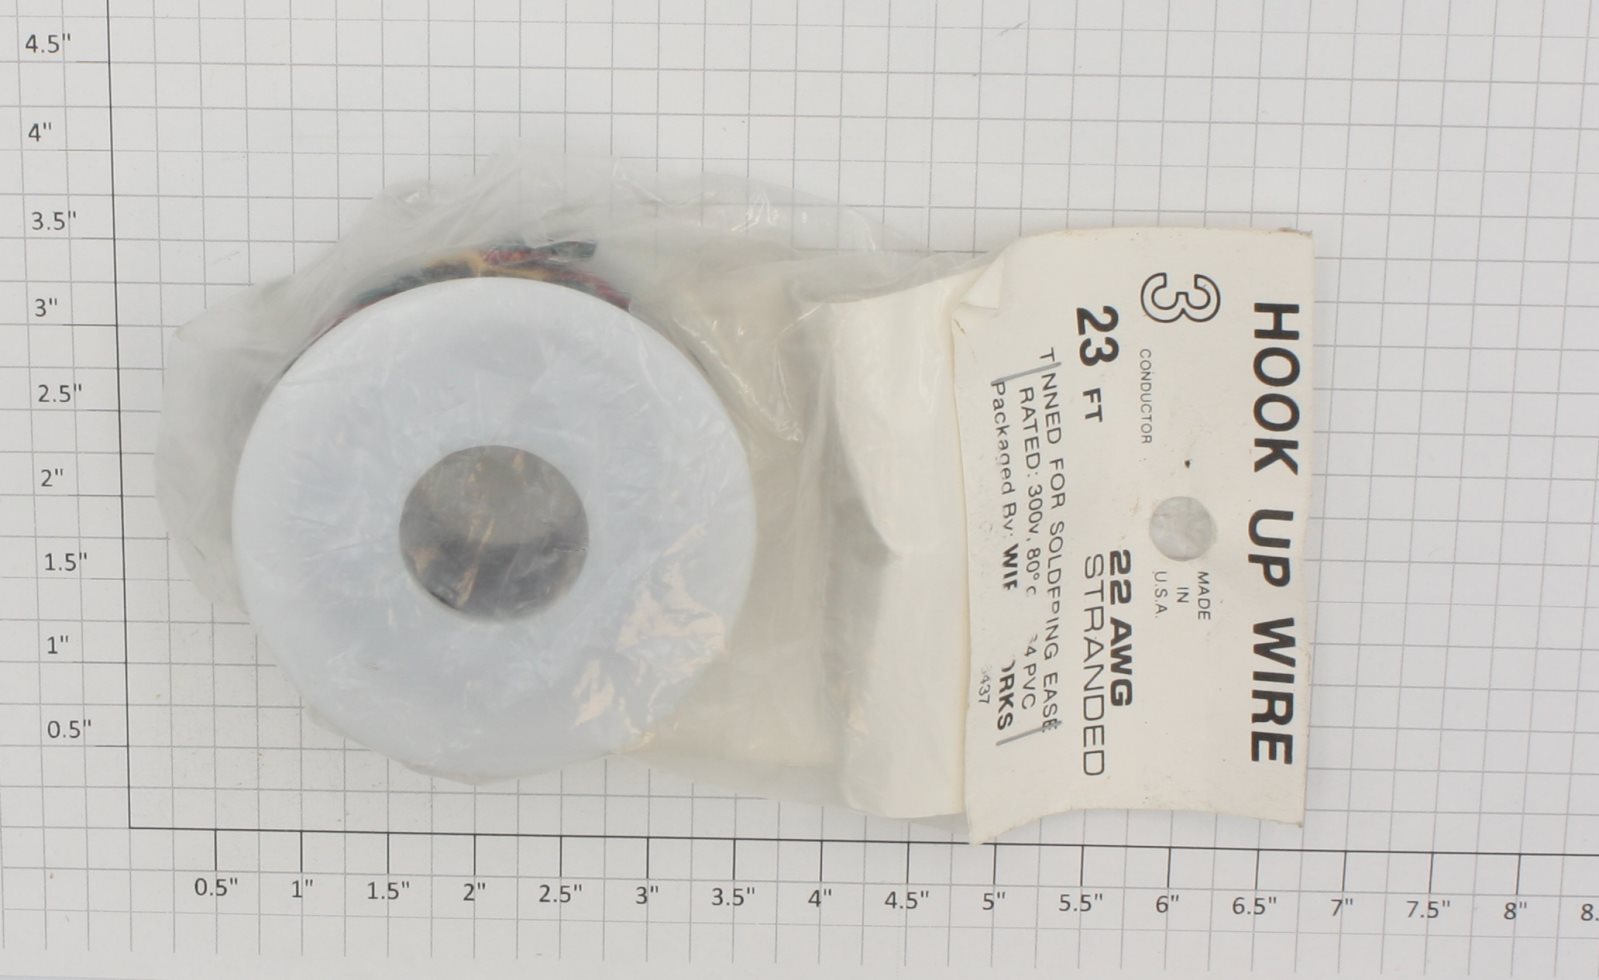 HOOK UP WIRE
3
CONDUCTOR
MADE
IN
U.S.A.
23 FT
22 AWG
STRANDED
TINNED FOR SOLDERING EASE
RATED: 300v, 80°c PVC
Packaged By:
4.5"
4"
3.5"
3"
2.5"
2"
1.5"
1"
0.5"
0.5" 1" 1.5" 2" 2.5" 3" 3.5" 4" 4.5" 5" 5.5" 6" 6.5" 7" 7.5" 8"